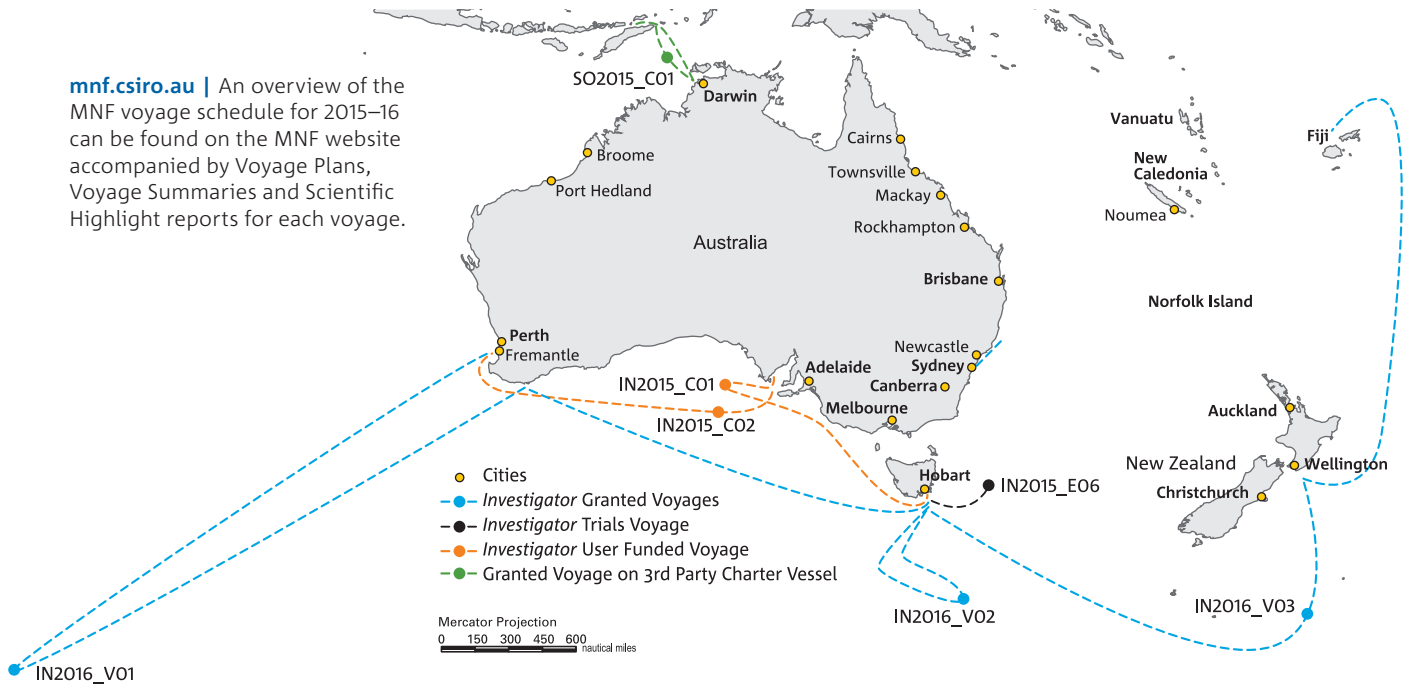 mnf.csiro.au | An overview of the
MNF voyage schedule for 2015–16
can be found on the MNF website
accompanied by Voyage Plans,
Voyage Summaries and Scientific
Highlight reports for each voyage.
SO2015_C01
Darwin
Broome
Port Hedland
Cairns
Townsville
Mackay
Rockhampton
Australia
Brisbane
Vanuatu
Fiji
New
Caledonia
Noumea
Norfolk Island
Perth
Fremantle
Newcastle
Sydney
Canberra
Adelaide
Melbourne
IN2015_C01
IN2015_C02
Auckland
New Zealand
Wellington
Christchurch
Hobart
IN2015_E06
Cities
Investigator Granted Voyages
Investigator Trials Voyage
Investigator User Funded Voyage
Granted Voyage on 3rd Party Charter Vessel
IN2016_V02
IN2016_V03
Mercator Projection
0 150 300 450 600
nautical miles
IN2016_V01